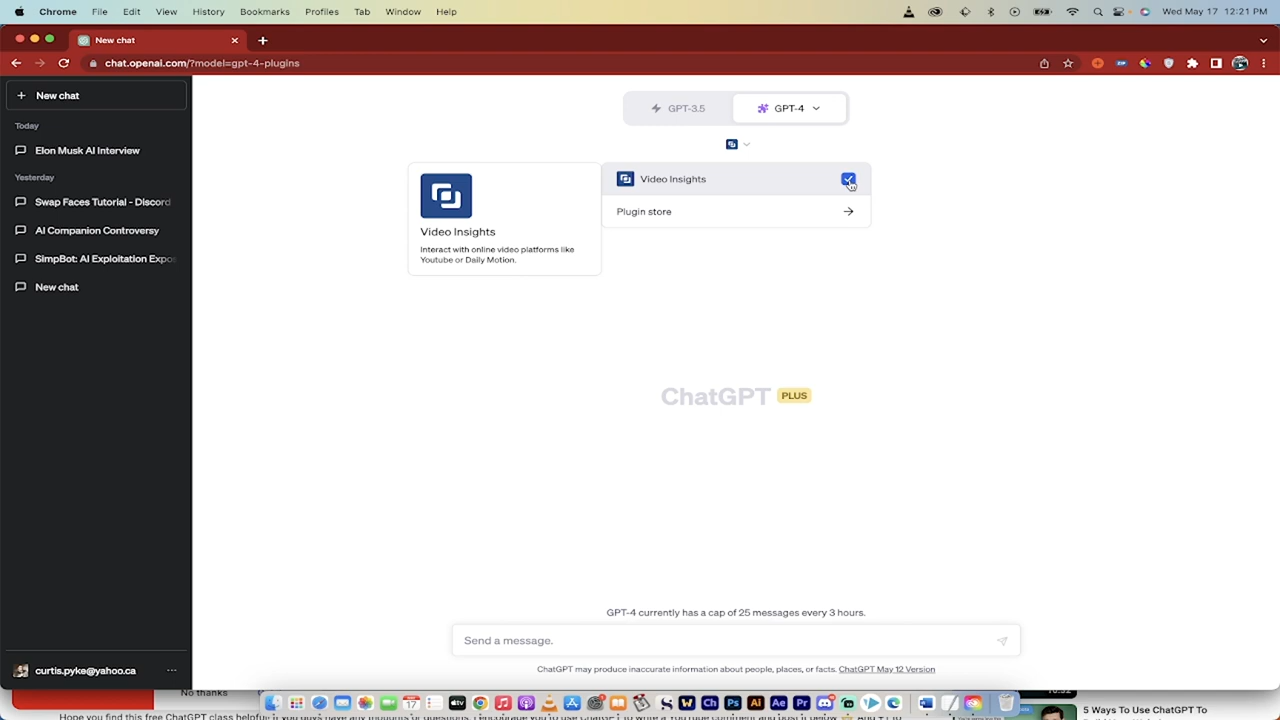 Chrome File Edit View History Bookmarks Profiles Tab Window Help
Wed May 17 12:21 PM
New chat
chat.openai.com/?model=gpt-4-plugins
ZIP
New chat
Today
Elon Musk AI Interview
Yesterday
Swap Faces Tutorial - Discord
AI Companion Controversy
SimpBot: AI Exploitation Expos
New chat
curtis.pyke@yahoo.ca
GPT-3.5
GPT-4
Video Insights
Plugin store
Video Insights
Interact with online video platforms like
Youtube or Daily Motion.
ChatGPT PLUS
GPT-4 currently has a cap of 25 messages every 3 hours.
Send a message.
ChatGPT may produce inaccurate information about people, places, or facts. ChatGPT May 12 Version
No thanks
5 Ways To Use ChatGPT To